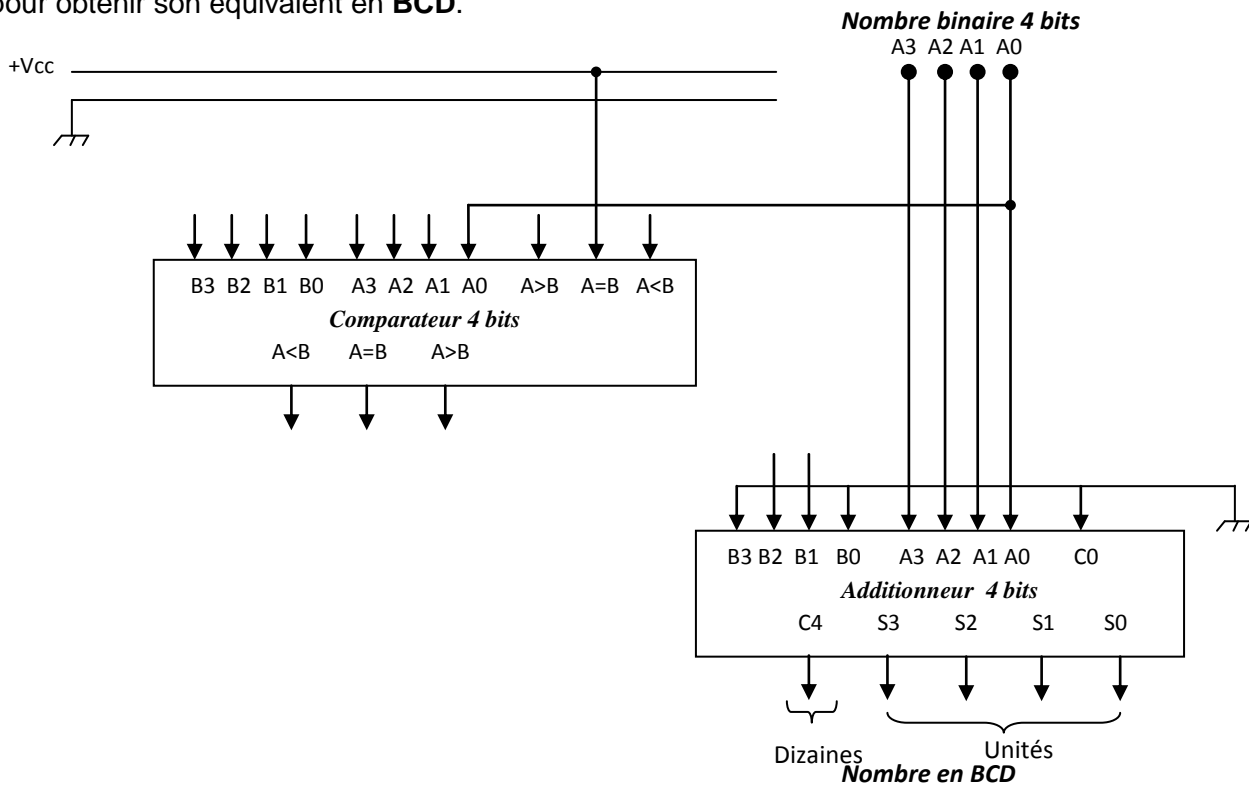 pour obtenir son équivalent en BCD.
Nombre binaire 4 bits
A3 A2 A1 A0
+Vcc
B3 B2 B1 B0 A3 A2 A1 A0 A>B A=B A<B
Comparateur 4 bits
A<B A=B A>B
B3 B2 B1 B0 A3 A2 A1 A0 C0
Additionneur 4 bits
C4 S3 S2 S1 S0
Dizaines Unités
Nombre en BCD